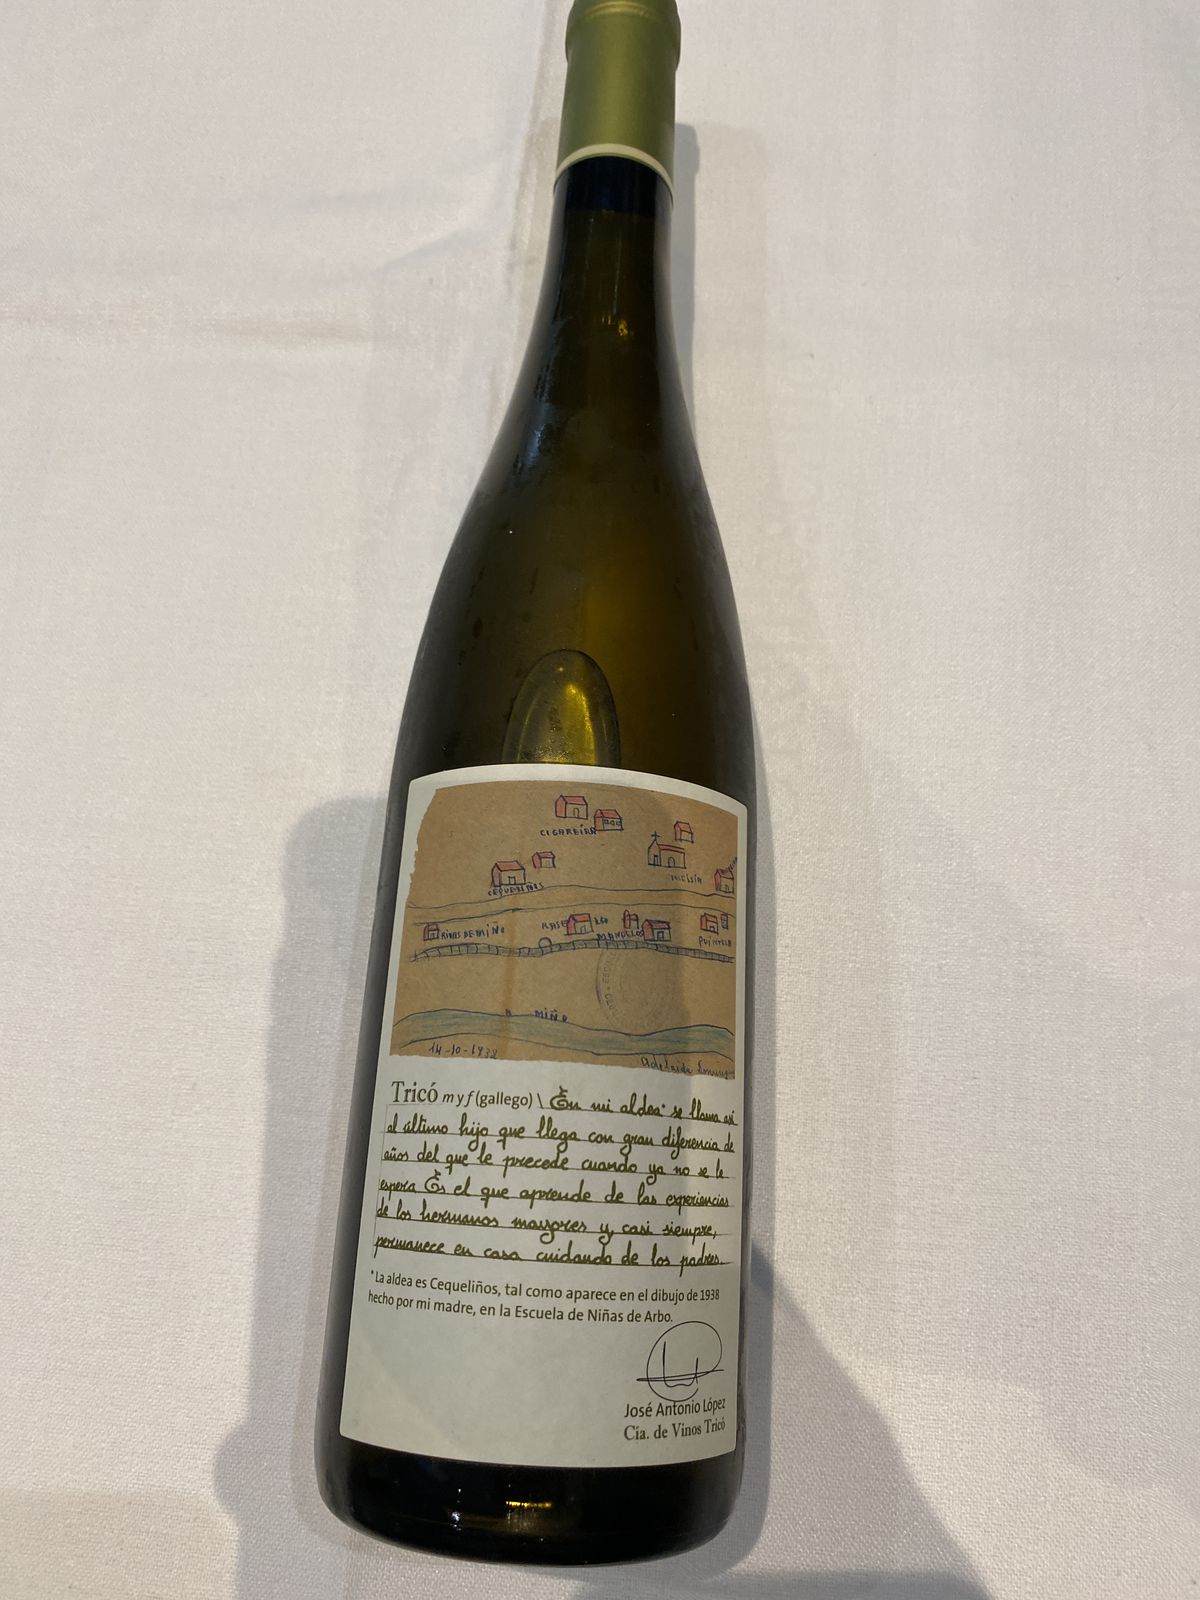 CIGAREIRA
CEQUELIÑOS
RIBAS DE MIÑO
MANDELOS
MIÑO
14-10-1938
Adelaida
Tricó m y f (gallego) \ En mi aldea* se llama así
al último hijo que llega con gran diferencia de
años del que le precede cuando ya no se le
espera Es el que aprende de las experiencias
de los hermanos mayores y, casi siempre,
permanece en casa cuidando de los padres.
*La aldea es Cequeliños, tal como aparece en el dibujo de 1938
hecho por mi madre, en la Escuela de Niñas de Arbo.
José Antonio López
Cía. de Vinos Tricó